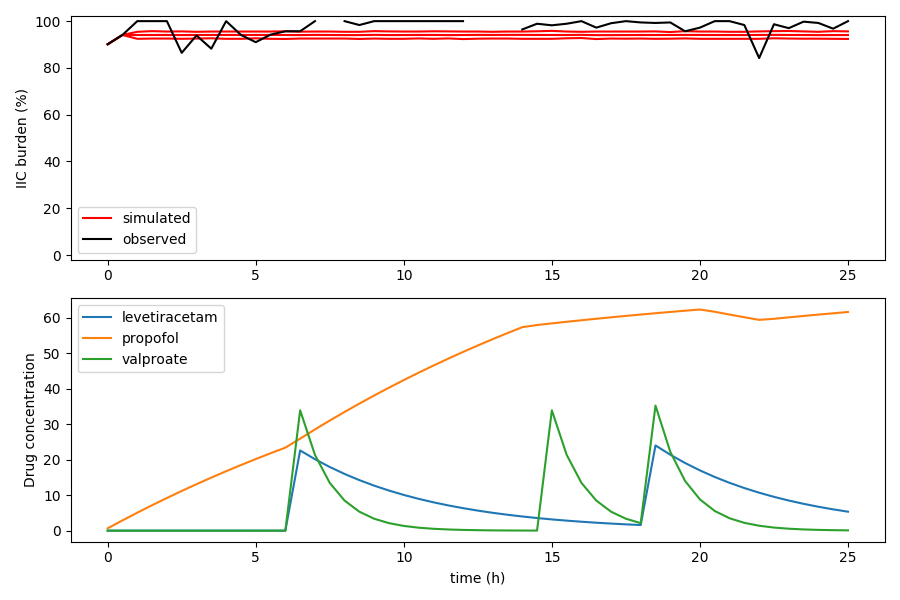 IIC burden (%)
100
80
60
40
20
0
simulated
observed
0 5 10 15 20 25
Drug concentration
60
50
40
30
20
10
0
levetiracetam
propofol
valproate
0 5 10 15 20 25
time (h)